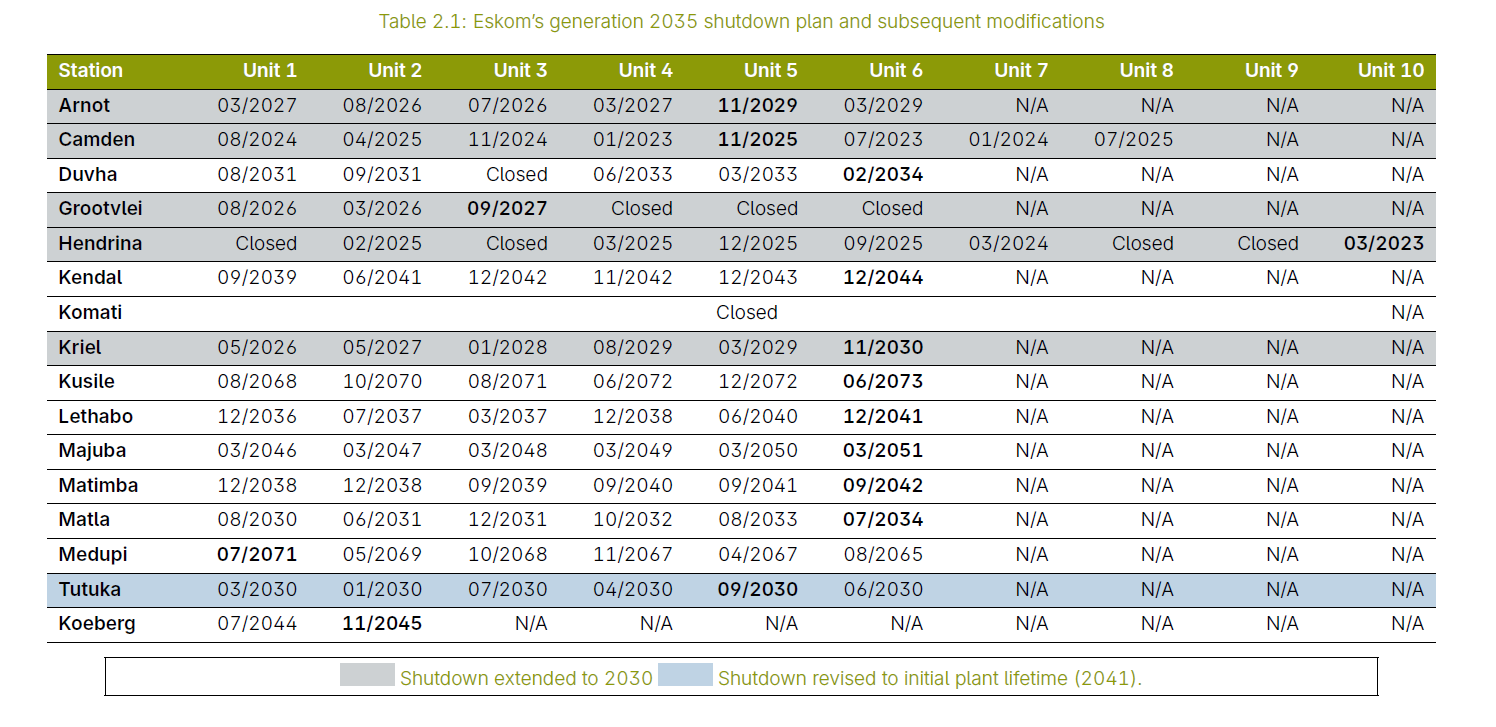 Table 2.1: Eskom's generation 2035 shutdown plan and subsequent modifications
Station Unit 1 Unit 2 Unit 3 Unit 4 Unit 5 Unit 6 Unit 7 Unit 8 Unit 9 Unit 10
Arnot 03/2027 08/2026 07/2026 03/2027 11/2029 03/2029 N/A N/A N/A N/A
Camden 08/2024 04/2025 11/2024 01/2023 11/2025 07/2023 01/2024 07/2025 N/A N/A
Duvha 08/2031 09/2031 Closed 06/2033 03/2033 02/2034 N/A N/A N/A N/A
Grootvlei 08/2026 03/2026 09/2027 Closed Closed Closed N/A N/A N/A N/A
Hendrina Closed 02/2025 Closed 03/2025 12/2025 09/2025 03/2024 Closed Closed 03/2023
Kendal 09/2039 06/2041 12/2042 11/2042 12/2043 12/2044 N/A N/A N/A N/A
Komati Closed N/A
Kriel 05/2026 05/2027 01/2028 08/2029 03/2029 11/2030 N/A N/A N/A N/A
Kusile 08/2068 10/2070 08/2071 06/2072 12/2072 06/2073 N/A N/A N/A N/A
Lethabo 12/2036 07/2037 03/2037 12/2038 06/2040 12/2041 N/A N/A N/A N/A
Majuba 03/2046 03/2047 03/2048 03/2049 03/2050 03/2051 N/A N/A N/A N/A
Matimba 12/2038 12/2038 09/2039 09/2040 09/2041 09/2042 N/A N/A N/A N/A
Matla 08/2030 06/2031 12/2031 10/2032 08/2033 07/2034 N/A N/A N/A N/A
Medupi 07/2071 05/2069 10/2068 11/2067 04/2067 08/2065 N/A N/A N/A N/A
Tutuka 03/2030 01/2030 07/2030 04/2030 09/2030 06/2030 N/A N/A N/A N/A
Koeberg 07/2044 11/2045 N/A N/A N/A N/A N/A N/A N/A N/A
Shutdown extended to 2030 Shutdown revised to initial plant lifetime (2041).